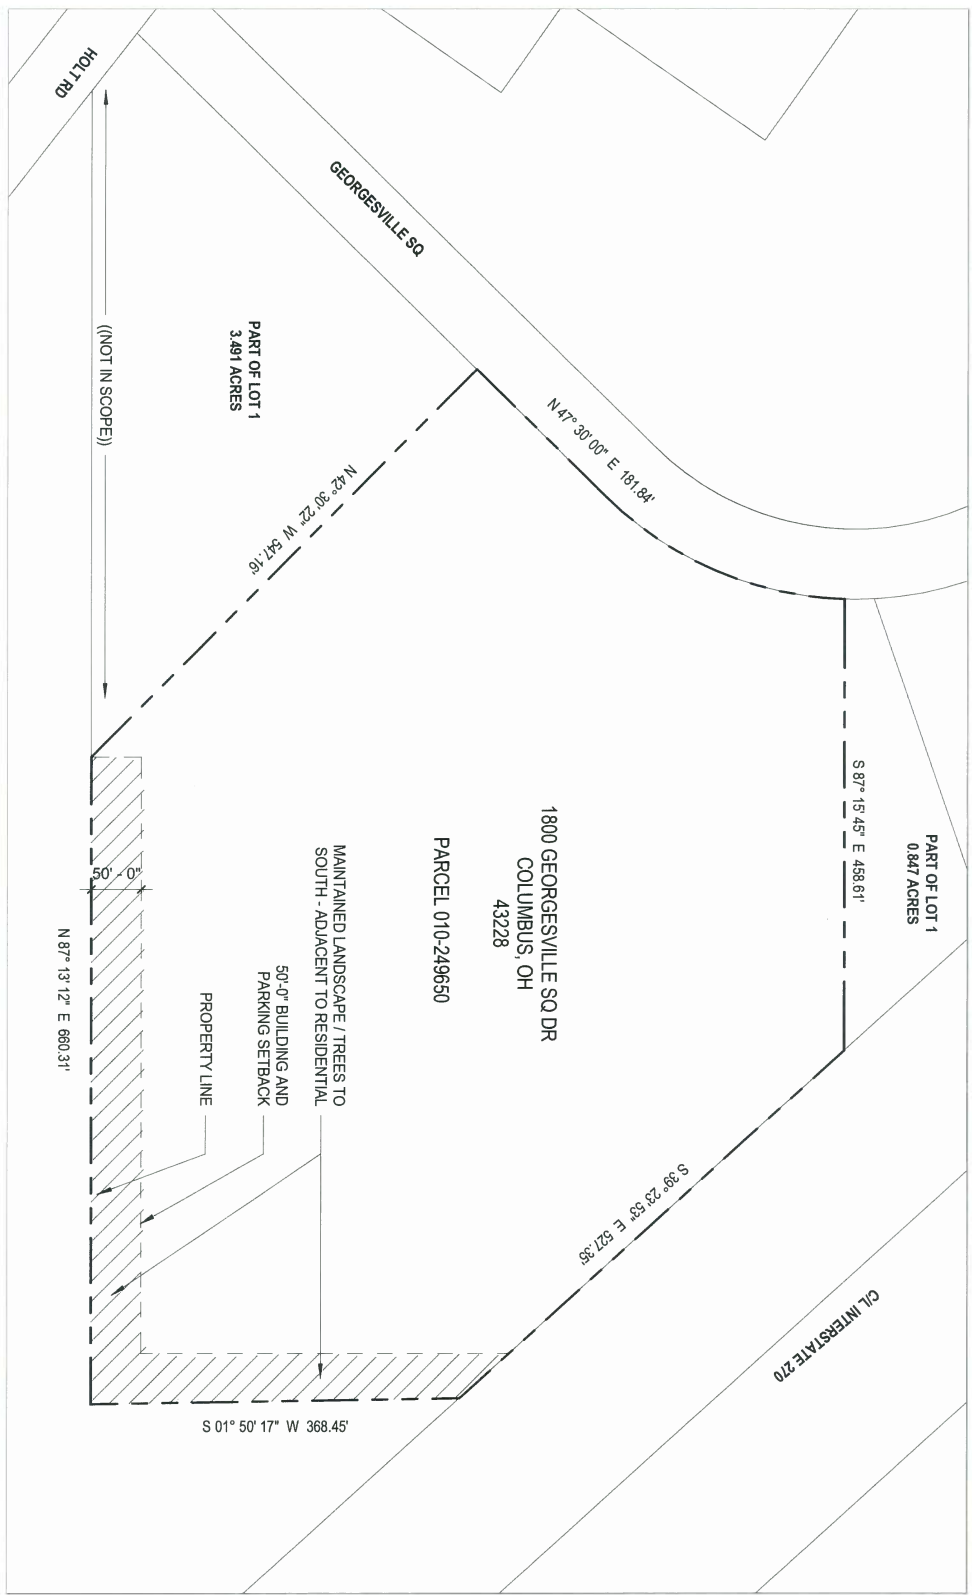 HOLT RD
GEORGESVILLE SQ
((NOT IN SCOPE))
PART OF LOT 1
3.491 ACRES
N 42° 30' 22" W 547.16'
N 47° 30' 00" E 181.84'
S 87° 15' 45" E 458.61'
PART OF LOT 1
0.847 ACRES
1800 GEORGESVILLE SQ DR
COLUMBUS, OH
43228
PARCEL 010-249650
MAINTAINED LANDSCAPE / TREES TO
SOUTH - ADJACENT TO RESIDENTIAL
50'-0" BUILDING AND
PARKING SETBACK
PROPERTY LINE
50' - 0"
N 87° 13' 12" E 660.31'
S 39° 23' 53" E 527.35'
C/L INTERSTATE 270
S 01° 50' 17" W 368.45'